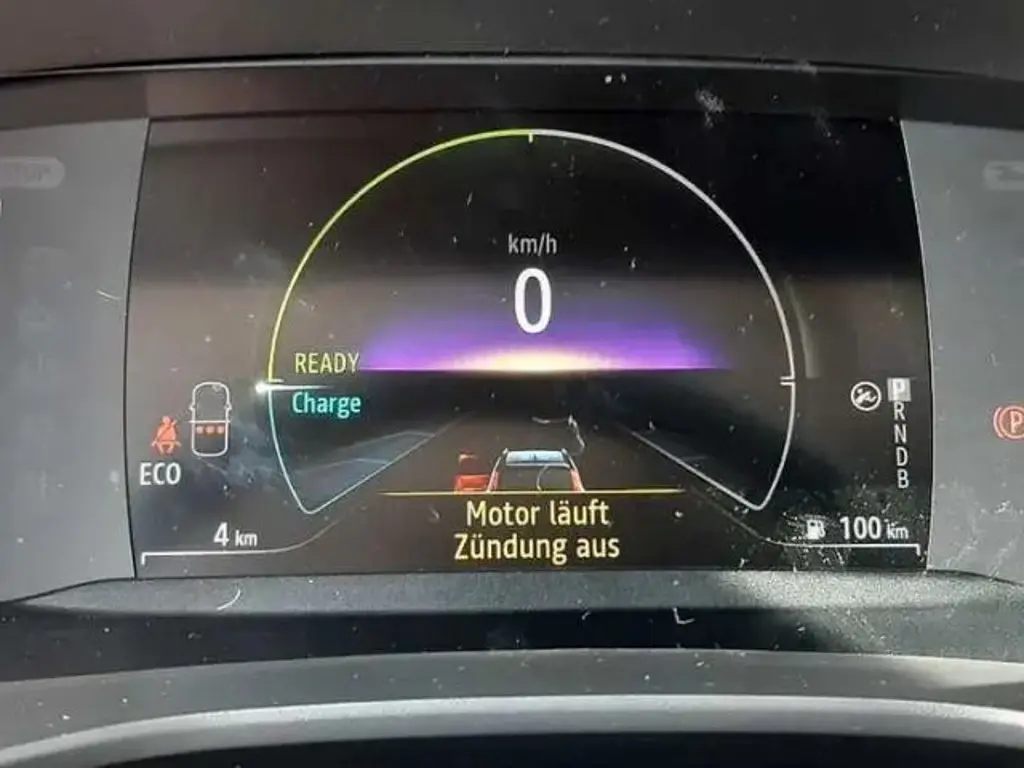 km/h
0
READY
Charge
P
R
N
D
B
P
ECO
4 km
Motor läuft
Zündung aus
100 km